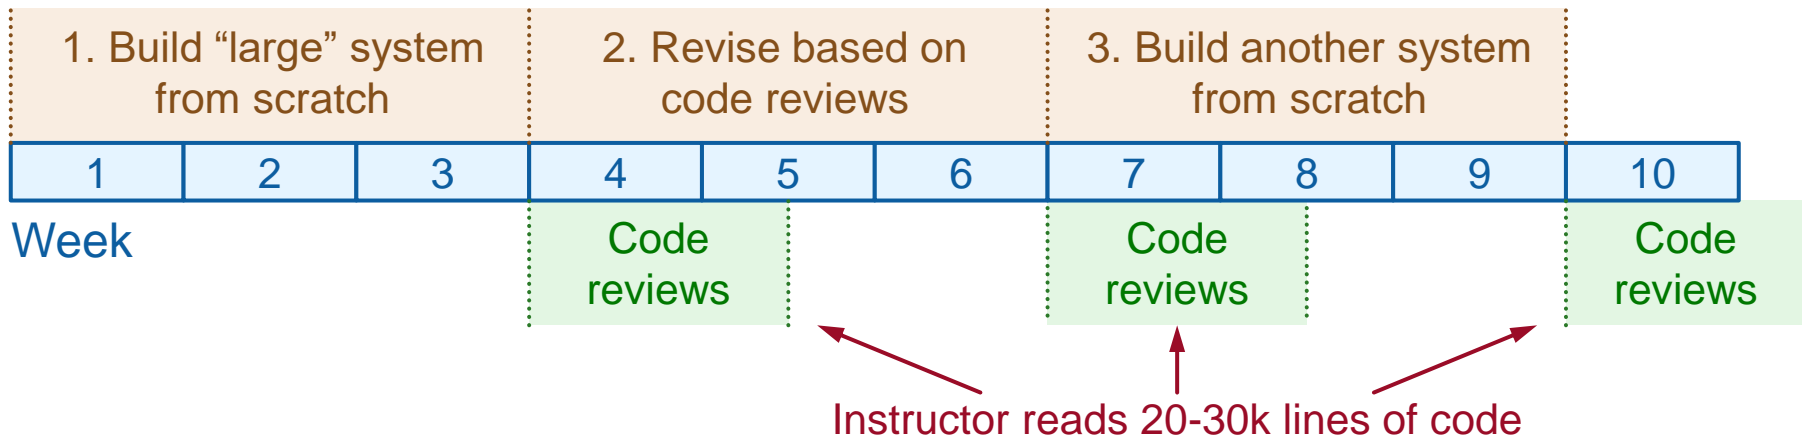 1. Build “large” system
from scratch
2. Revise based on
code reviews
3. Build another system
from scratch
1 2 3 4 5 6 7 8 9 10
Week
Code
reviews
Code
reviews
Code
reviews
Instructor reads 20-30k lines of code